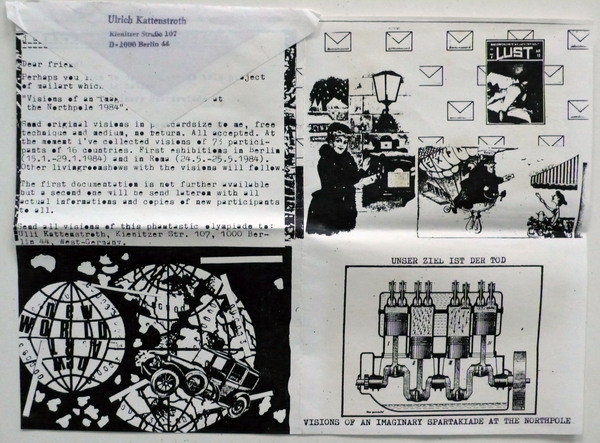 Ulrich Kattenstroth
Kienitzer Straße 107
D-1000 Berlin 44
Dear
Perhaps you
of mailart which
"Visions of an at
the Northpole 1984".
Send original visions in postcardsize to me, free
technique and medium, no return. All accepted. At
the moment i've collected visions of 73 partici-
pants of 16 countries. First exhibitions in Berlin
(15.1.-29.1.1984) and in Roma (24.5.-25.5.1984).
Other livingroomshows with the visions will follow.
The first documentation is not further available
but a second one will be send lateron with all
actual informations and copies of new participants
to all.
Send all visions of this phantastic olympiade to:
Ulli Kattenstroth, Kienitzer Str. 107, 1000 Ber-
lin 44, West-Germany.
LUST
NEW
WORLD
UNSER ZIEL IST DER TOD
VISIONS OF AN IMAGINARY SPARTAKIADE AT THE NORTHPOLE